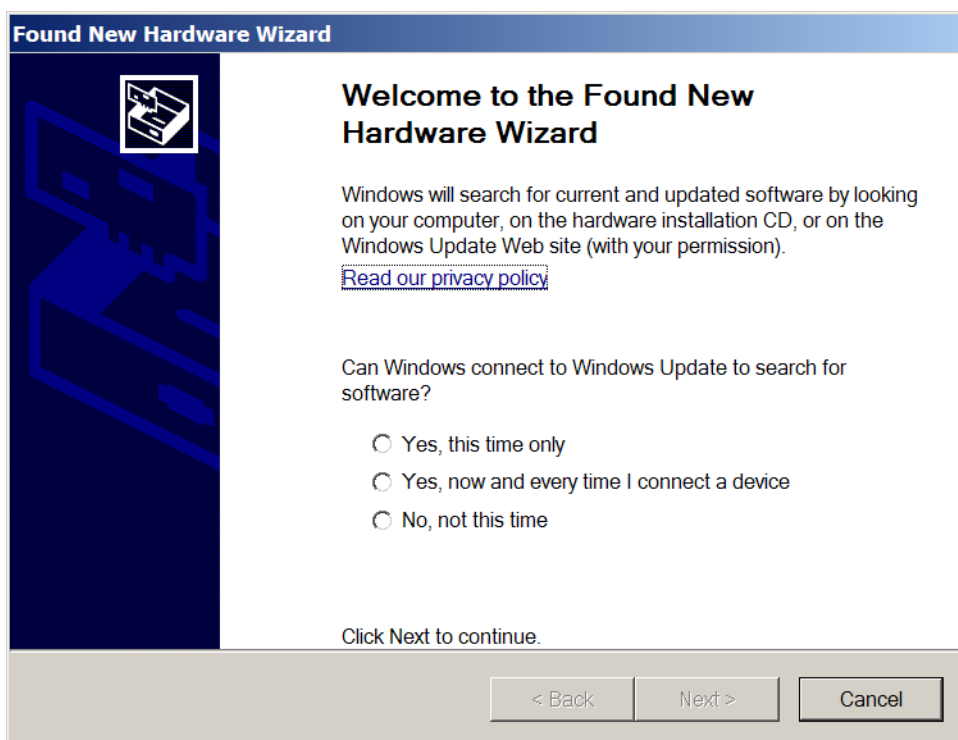 Found New Hardware Wizard
Welcome to the Found New
Hardware Wizard
Windows will search for current and updated software by looking
on your computer, on the hardware installation CD, or on the
Windows Update Web site (with your permission).
Read our privacy policy
Can Windows connect to Windows Update to search for
software?
Yes, this time only
Yes, now and every time I connect a device
No, not this time
Click Next to continue.
< Back Next > Cancel